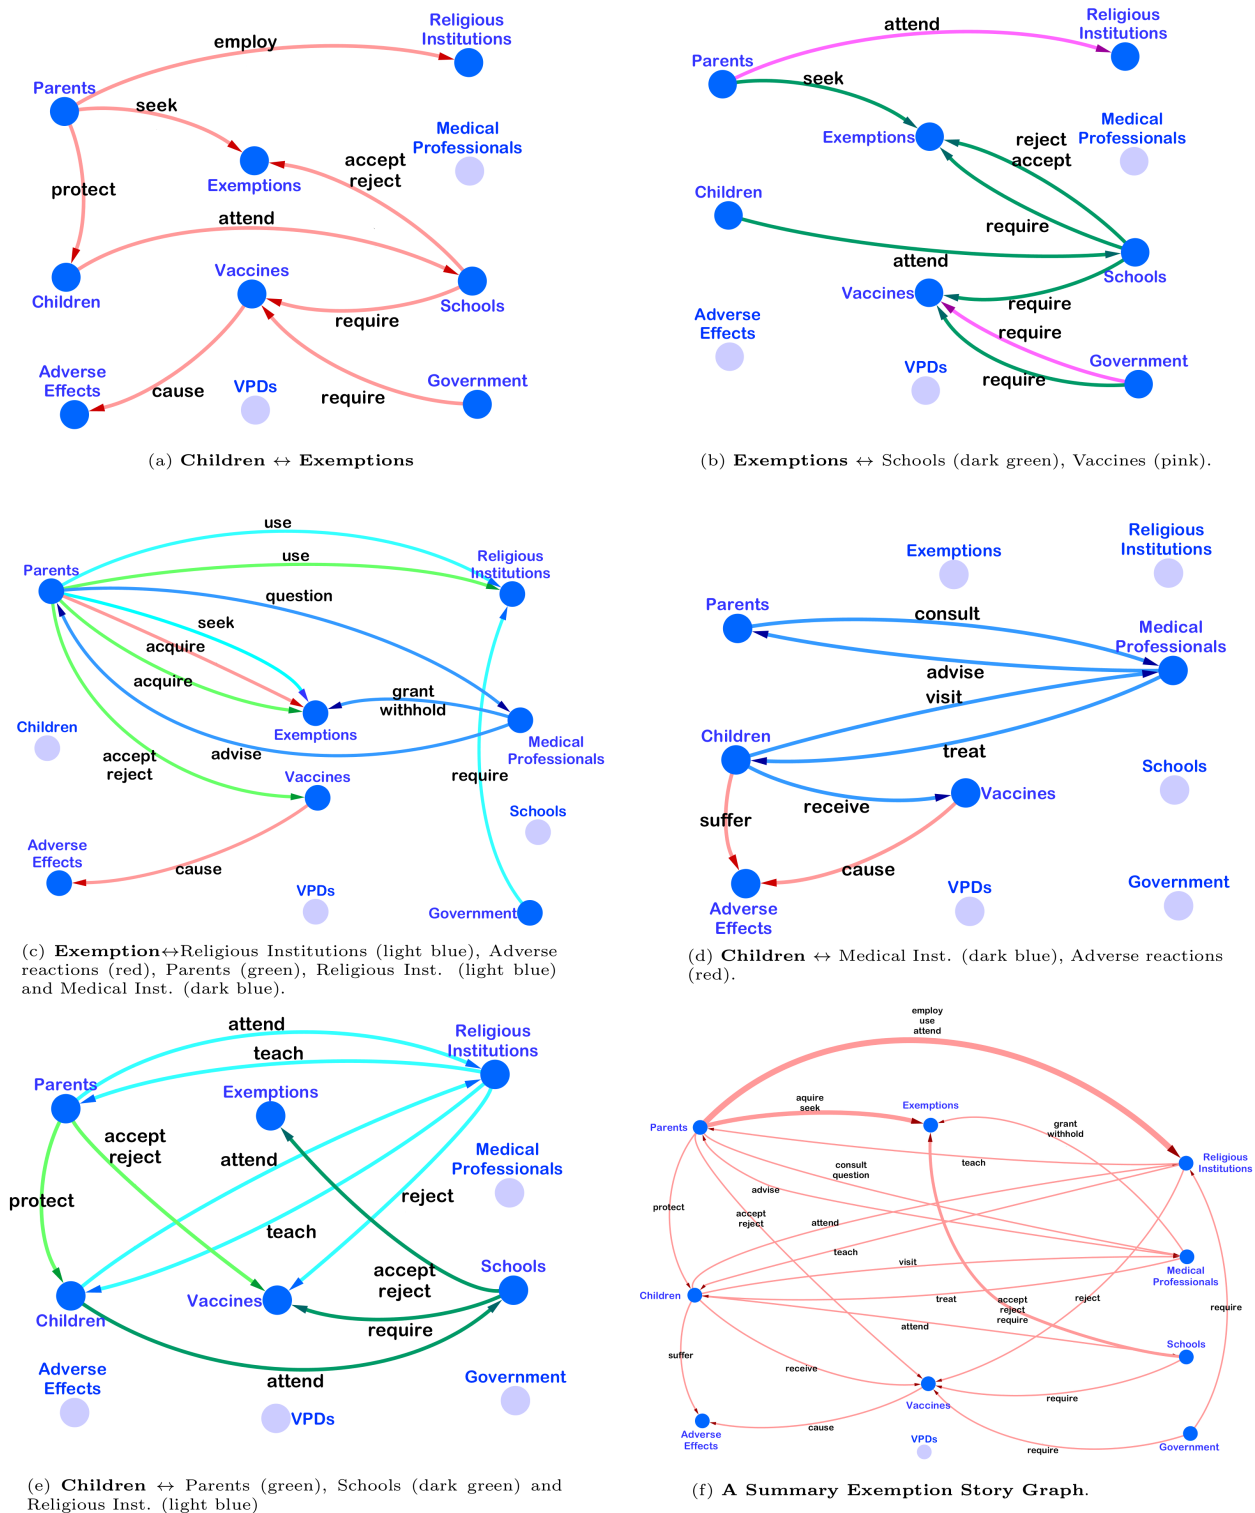 Religious
Institutions
employ
Parents
seek
Medical
Professionals
accept
reject
Exemptions
protect
attend
Vaccines
Children
Schools
require
Adverse
Effects
cause
VPDs
Government
require
(a) Children ↔ Exemptions
Religious
Institutions
attend
Parents
seek
Medical
Professionals
Exemptions
reject
accept
Children
require
attend
Schools
Vaccines
require
Adverse
Effects
require
Government
VPDs
require
(b) Exemptions ↔ Schools (dark green), Vaccines (pink).
use
Religious
Institutions
use
Parents
question
seek
acquire
acquire
grant
withhold
Children
Exemptions
Medical
Professionals
advise
accept
reject
Vaccines
require
Schools
Adverse
Effects
cause
VPDs
Government
(c) Exemption↔Religious Institutions (light blue), Adverse
reactions (red), Parents (green), Religious Inst. (light blue)
and Medical Inst. (dark blue).
Exemptions
Religious
Institutions
Parents
consult
Medical
Professionals
advise
visit
Children
treat
Schools
receive
Vaccines
suffer
cause
VPDs
Government
Adverse
Effects
(d) Children ↔ Medical Inst. (dark blue), Adverse reactions
(red).
attend
Religious
Institutions
teach
Parents
Exemptions
accept
reject
attend
Medical
Professionals
protect
reject
teach
Schools
accept
reject
Vaccines
Children
require
attend
Adverse
Effects
Government
VPDs
(e) Children ↔ Parents (green), Schools (dark green) and
Religious Inst. (light blue)
employ
use
attend
aquire
seek
Exemptions
Parents
grant
withhold
Religious
Institutions
teach
consult
question
advise
protect
accept
reject
attend
teach
visit
Medical
Professionals
Children
treat
accept
reject
require
reject
require
attend
Schools
suffer
receive
require
Vaccines
cause
Adverse
Effects
VPDs
require
Government
(f) A Summary Exemption Story Graph.